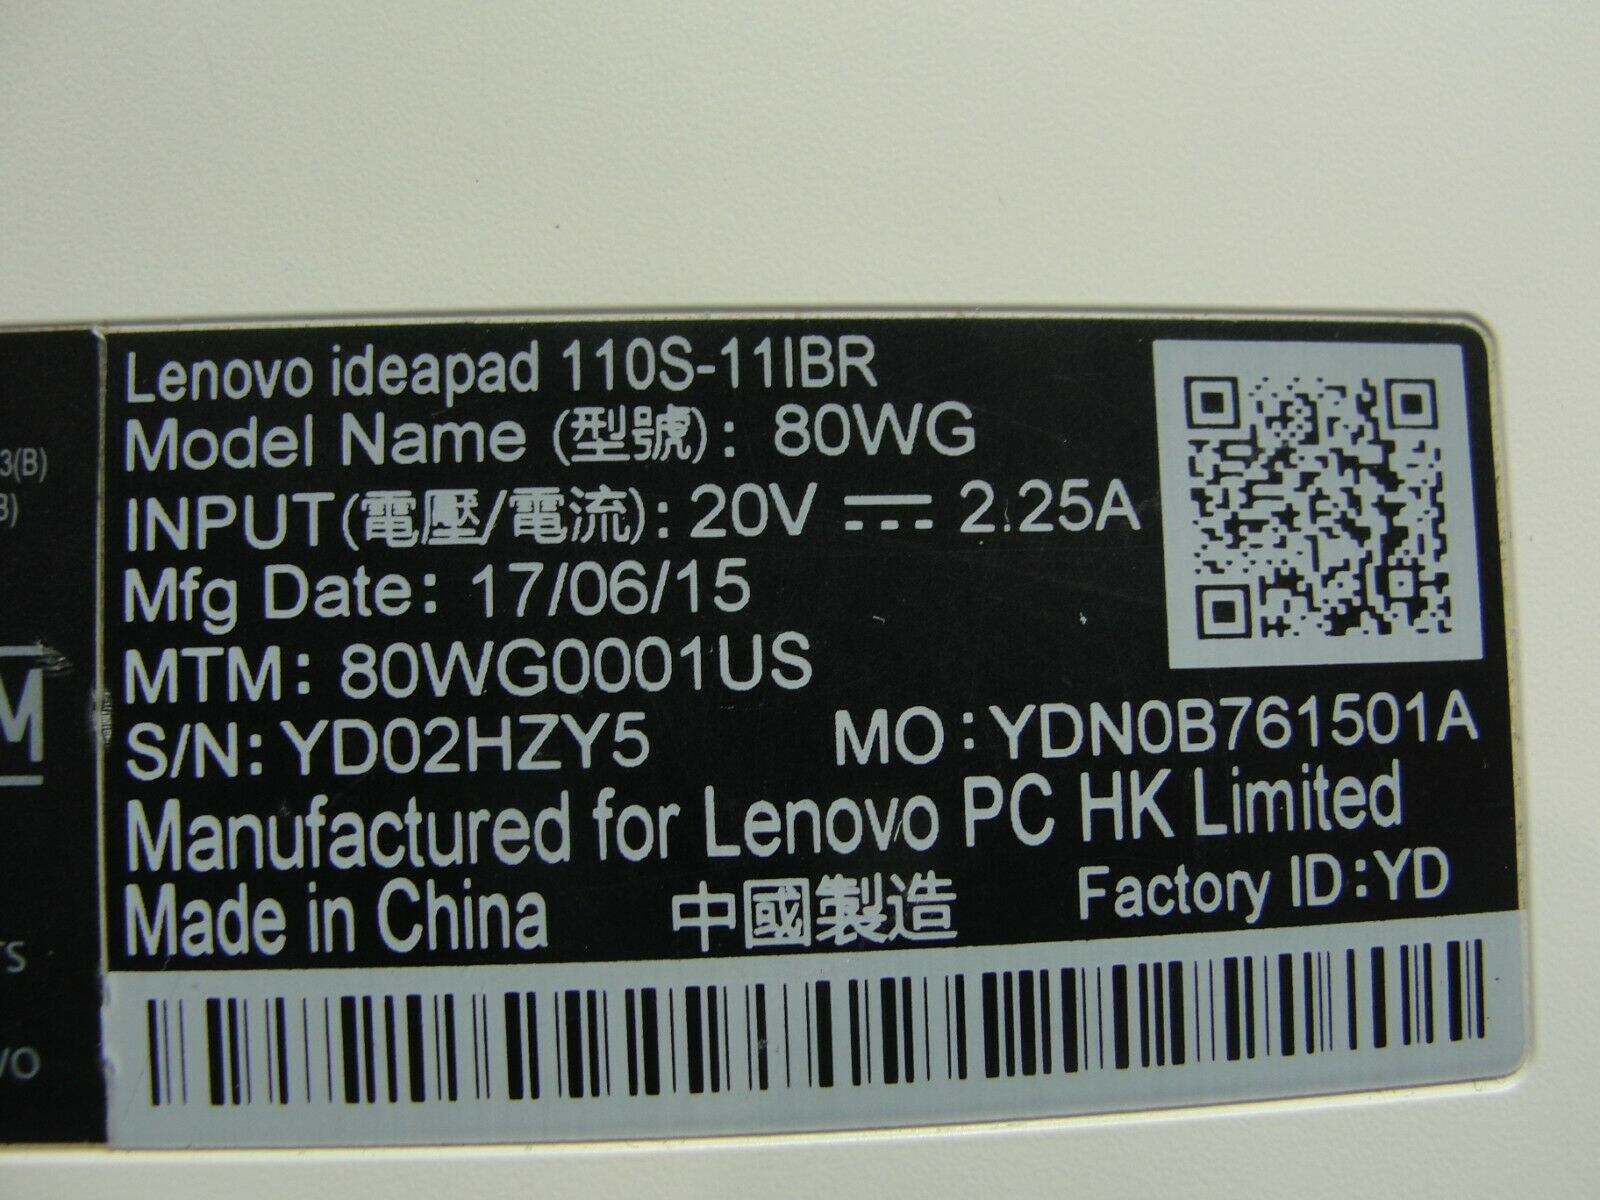 Lenovo ideapad 110S-11IBR
Model Name (型號): 80WG
INPUT(電壓/電流): 20V ⎓ 2.25A
Mfg Date: 17/06/15
MTM: 80WG0001US
S/N: YD02HZY5 MO:YDN0B761501A
Manufactured for Lenovo PC HK Limited
Made in China 中國製造 Factory ID:YD
3(B)